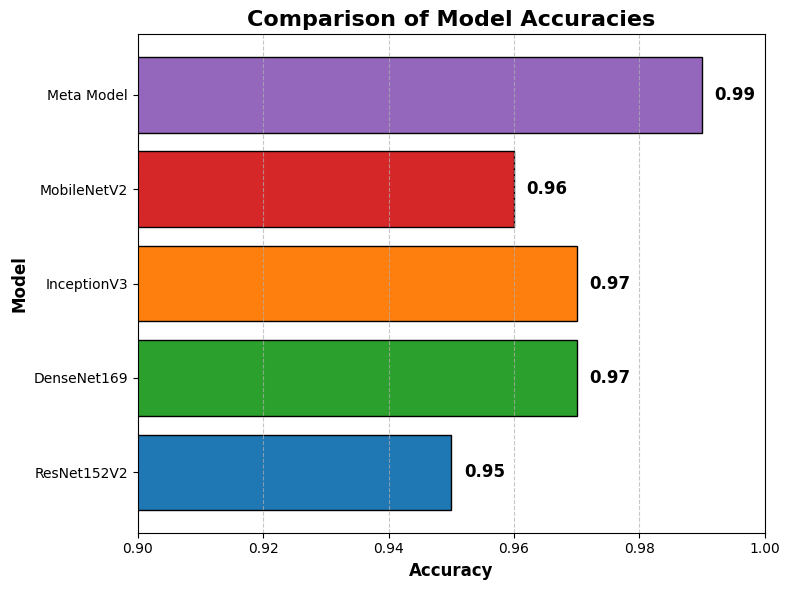 Comparison of Model Accuracies
Meta Model
0.99
MobileNetV2
0.96
InceptionV3
0.97
DenseNet169
0.97
ResNet152V2
0.95
Model
0.90 0.92 0.94 0.96 0.98 1.00
Accuracy